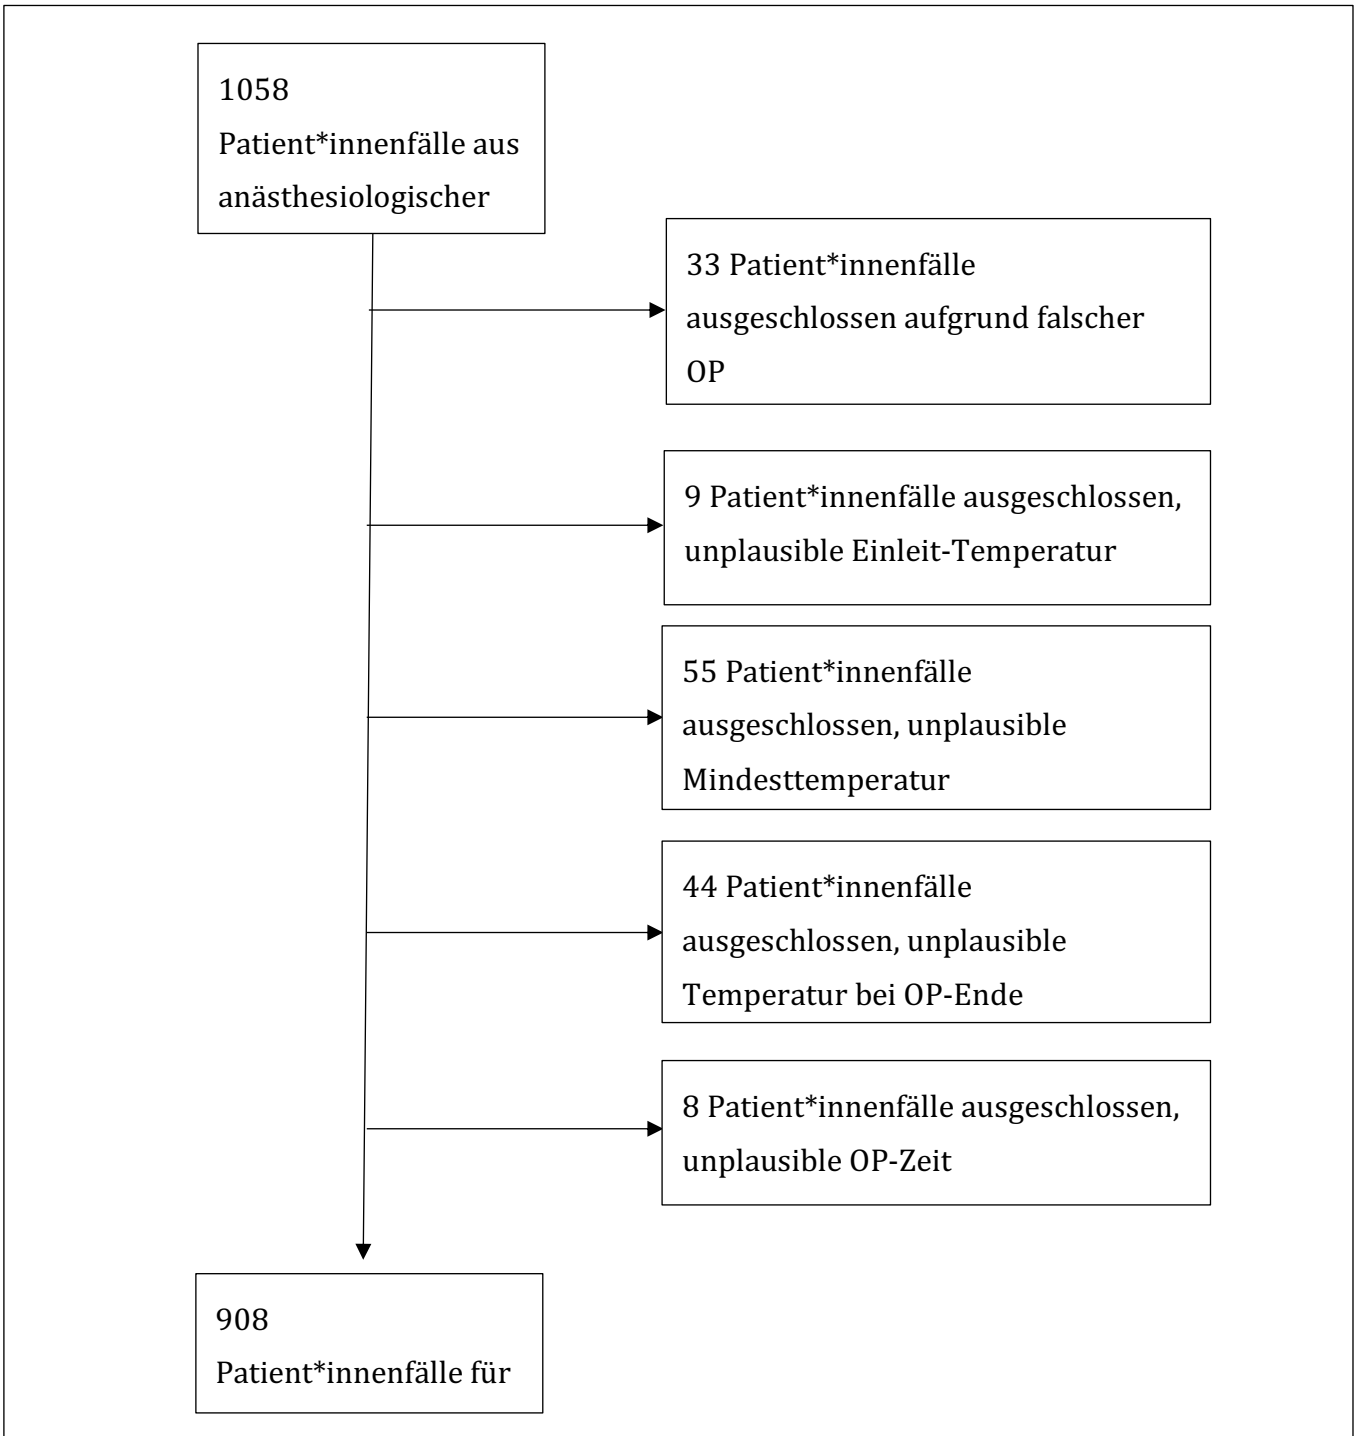 1058
Patient*innenfälle aus
anästhesiologischer
33 Patient*innenfälle
ausgeschlossen aufgrund falscher
OP
9 Patient*innenfälle ausgeschlossen,
unplausible Einleit-Temperatur
55 Patient*innenfälle
ausgeschlossen, unplausible
Mindesttemperatur
44 Patient*innenfälle
ausgeschlossen, unplausible
Temperatur bei OP-Ende
8 Patient*innenfälle ausgeschlossen,
unplausible OP-Zeit
908
Patient*innenfälle für